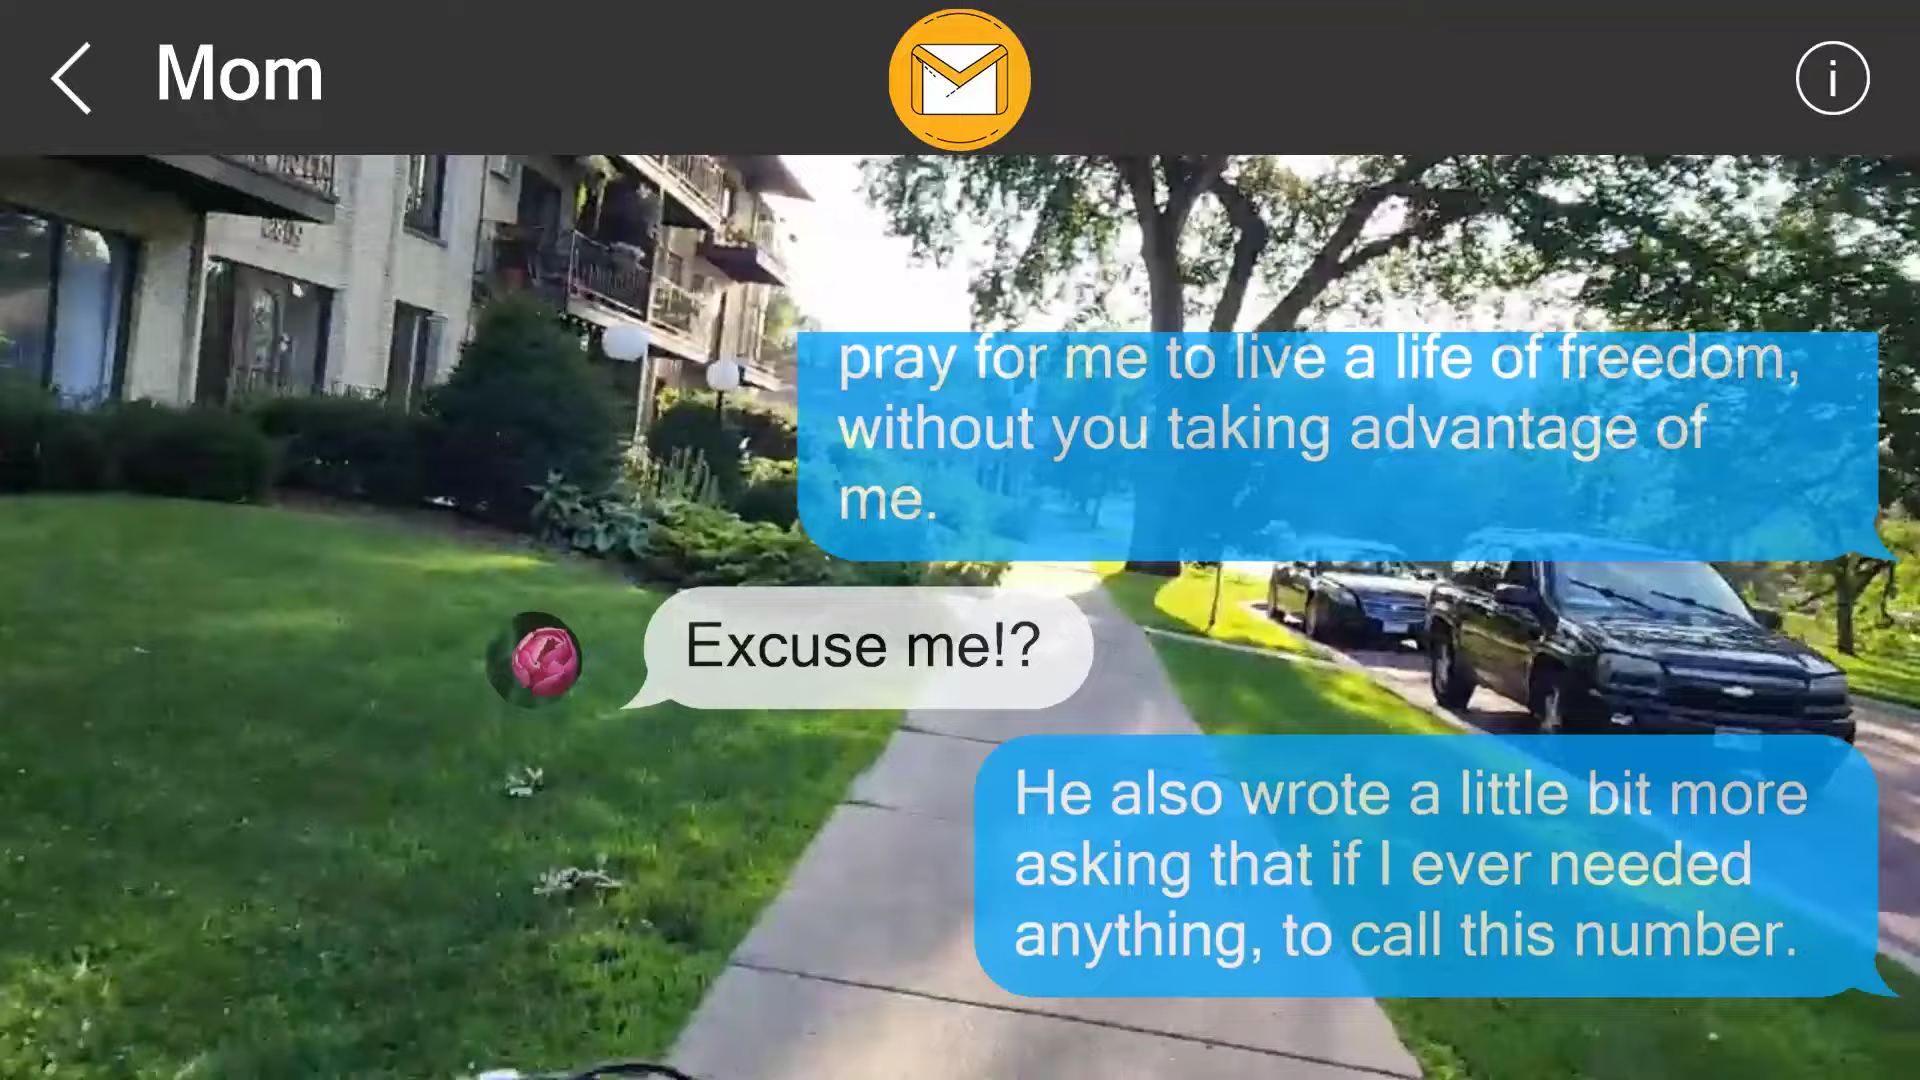 Mom
pray for me to live a life of freedom,
without you taking advantage of
me.
Excuse me!?
He also wrote a little bit more
asking that if I ever needed
anything, to call this number.